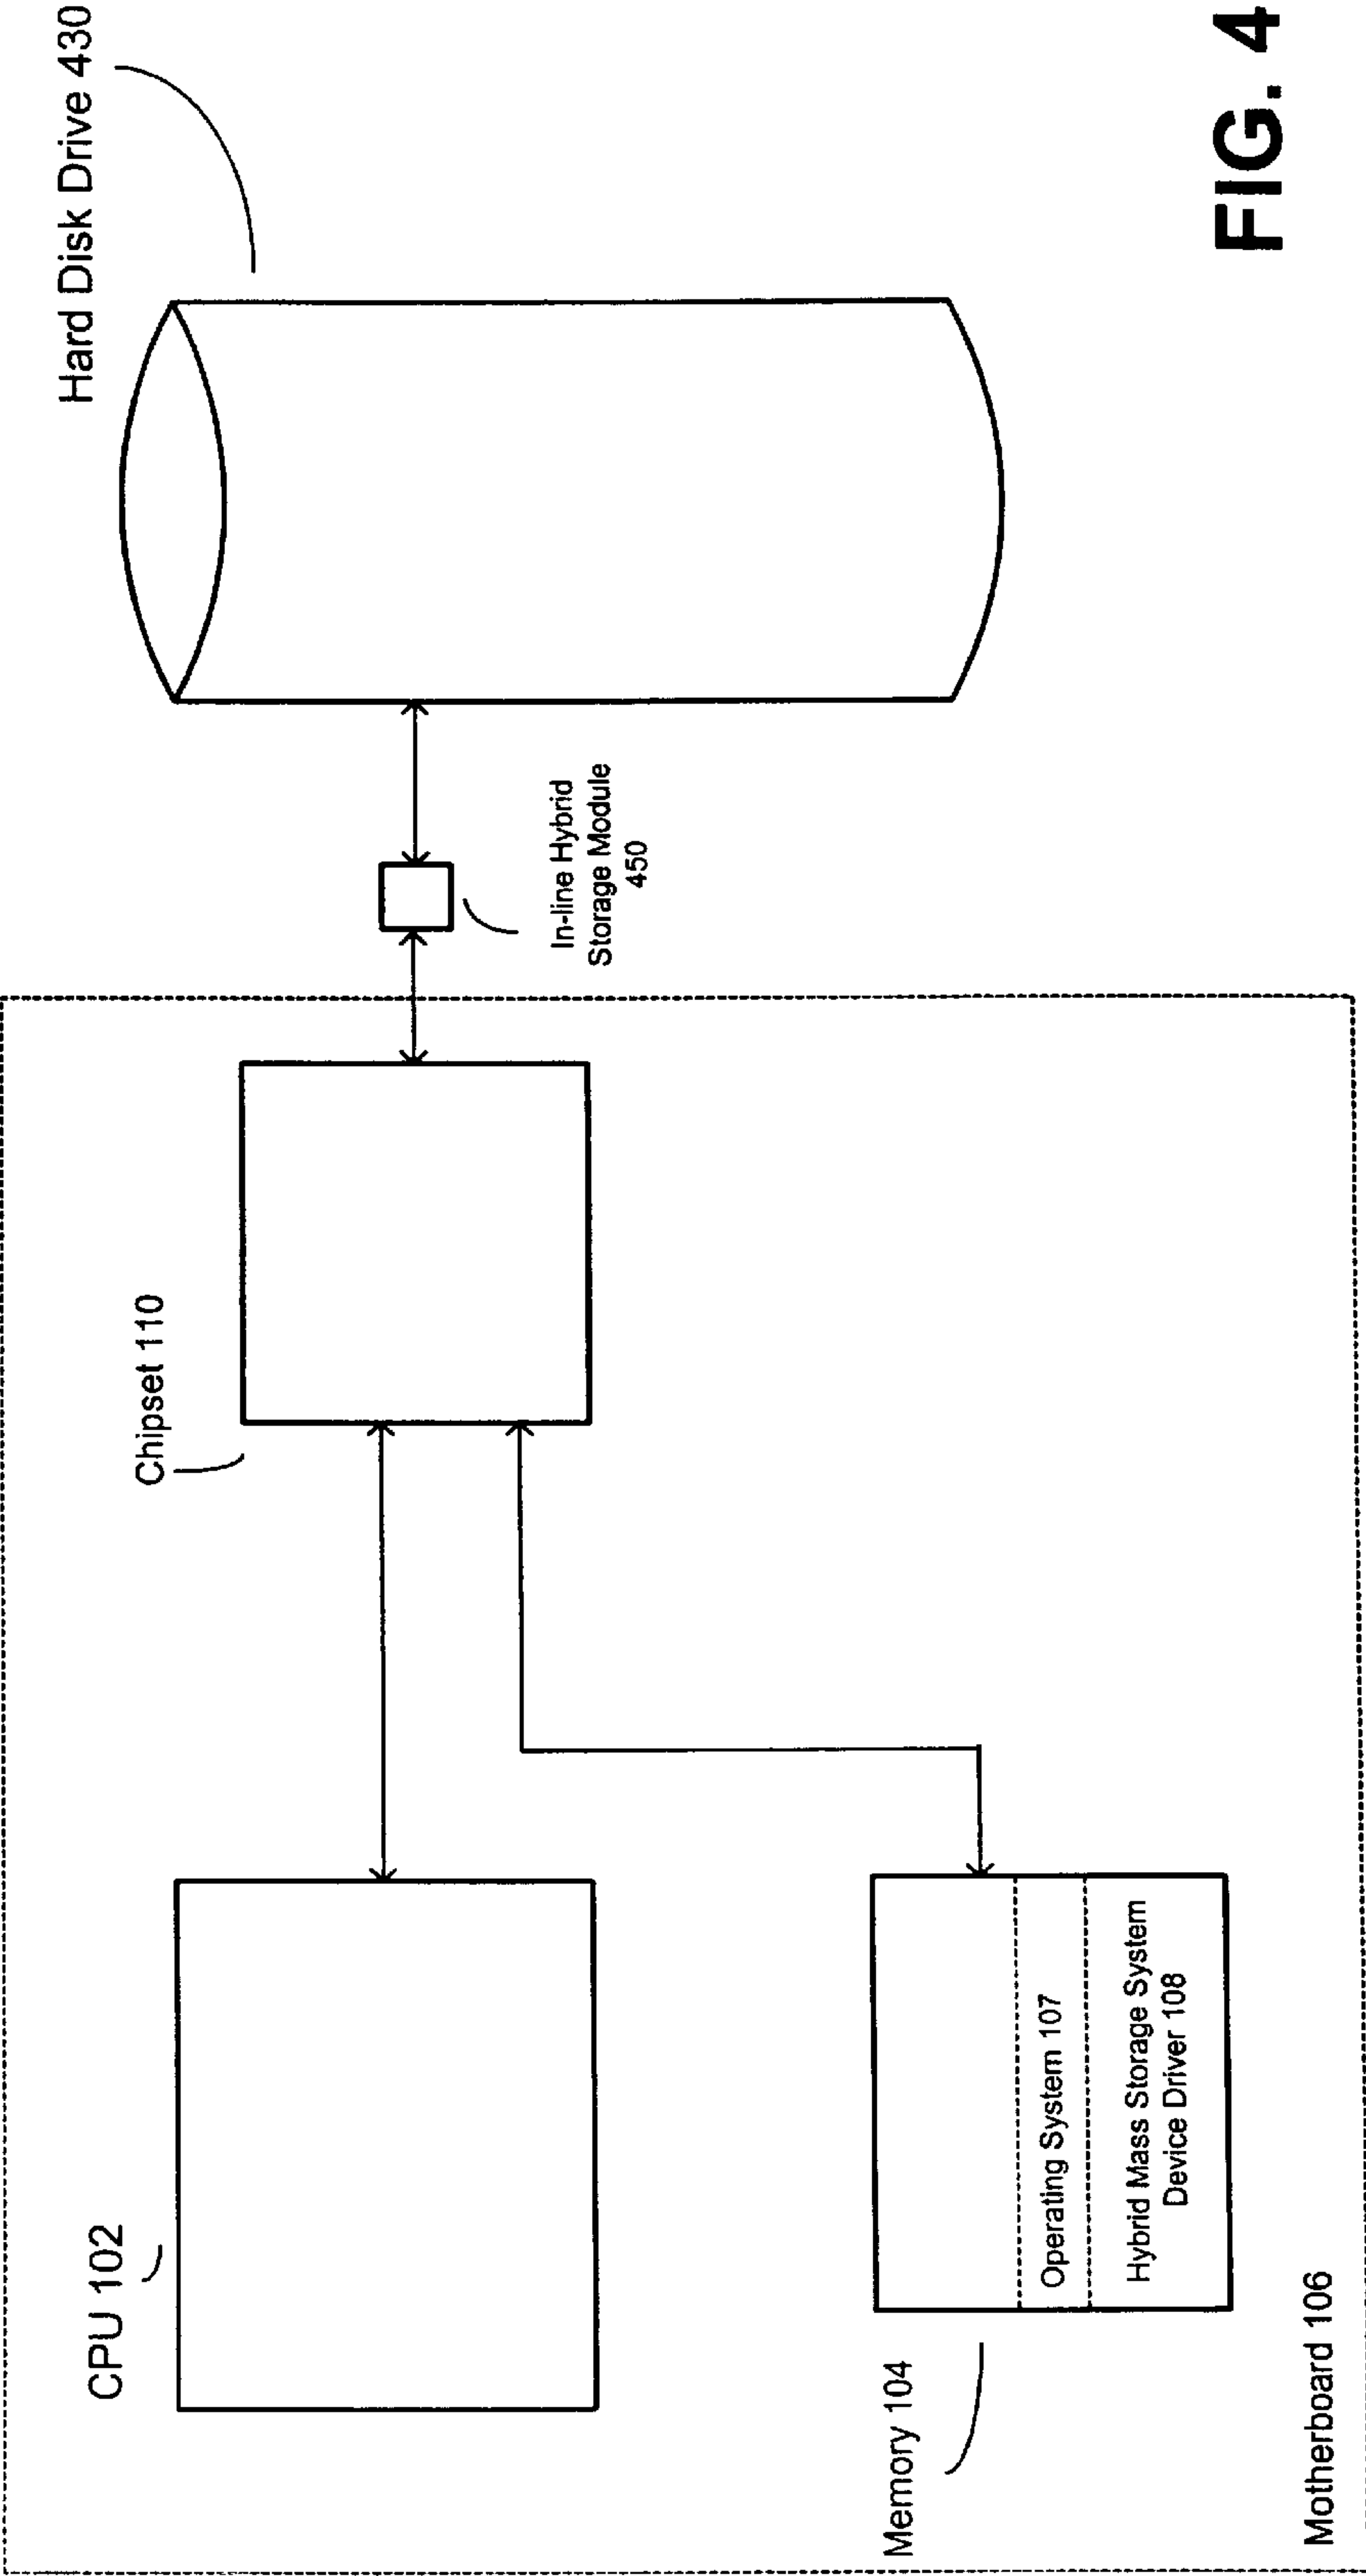 CPU 102
Chipset 110
Hard Disk Drive 430
In-line Hybrid
Storage Module
450
Memory 104
Operating System 107
Hybrid Mass Storage System
Device Driver 108
Motherboard 106
FIG. 4